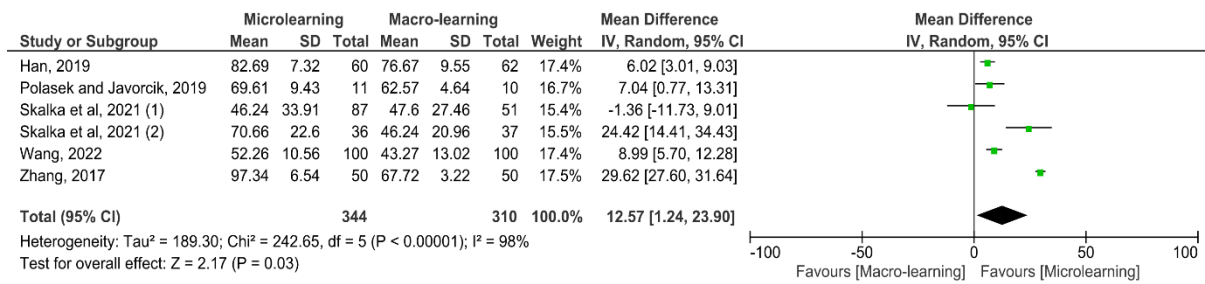 Microlearning Macro-learning Mean Difference Mean Difference
Study or Subgroup Mean SD Total Mean SD Total Weight IV, Random, 95% CI IV, Random, 95% CI
Han, 2019 82.69 7.32 60 76.67 9.55 62 17.4% 6.02 [3.01, 9.03]
Polasek and Javorcik, 2019 69.61 9.43 11 62.57 4.64 10 16.7% 7.04 [0.77, 13.31]
Skalka et al, 2021 (1) 46.24 33.91 87 47.6 27.46 51 15.4% -1.36 [-11.73, 9.01]
Skalka et al, 2021 (2) 70.66 22.6 36 46.24 20.96 37 15.5% 24.42 [14.41, 34.43]
Wang, 2022 52.26 10.56 100 43.27 13.02 100 17.4% 8.99 [5.70, 12.28]
Zhang, 2017 97.34 6.54 50 67.72 3.22 50 17.5% 29.62 [27.60, 31.64]
Total (95% CI) 344 310 100.0% 12.57 [1.24, 23.90]
Heterogeneity: Tau² = 189.30; Chi² = 242.65, df = 5 (P < 0.00001); I² = 98%
Test for overall effect: Z = 2.17 (P = 0.03)
-100 -50 0 50 100
Favours [Macro-learning] Favours [Microlearning]